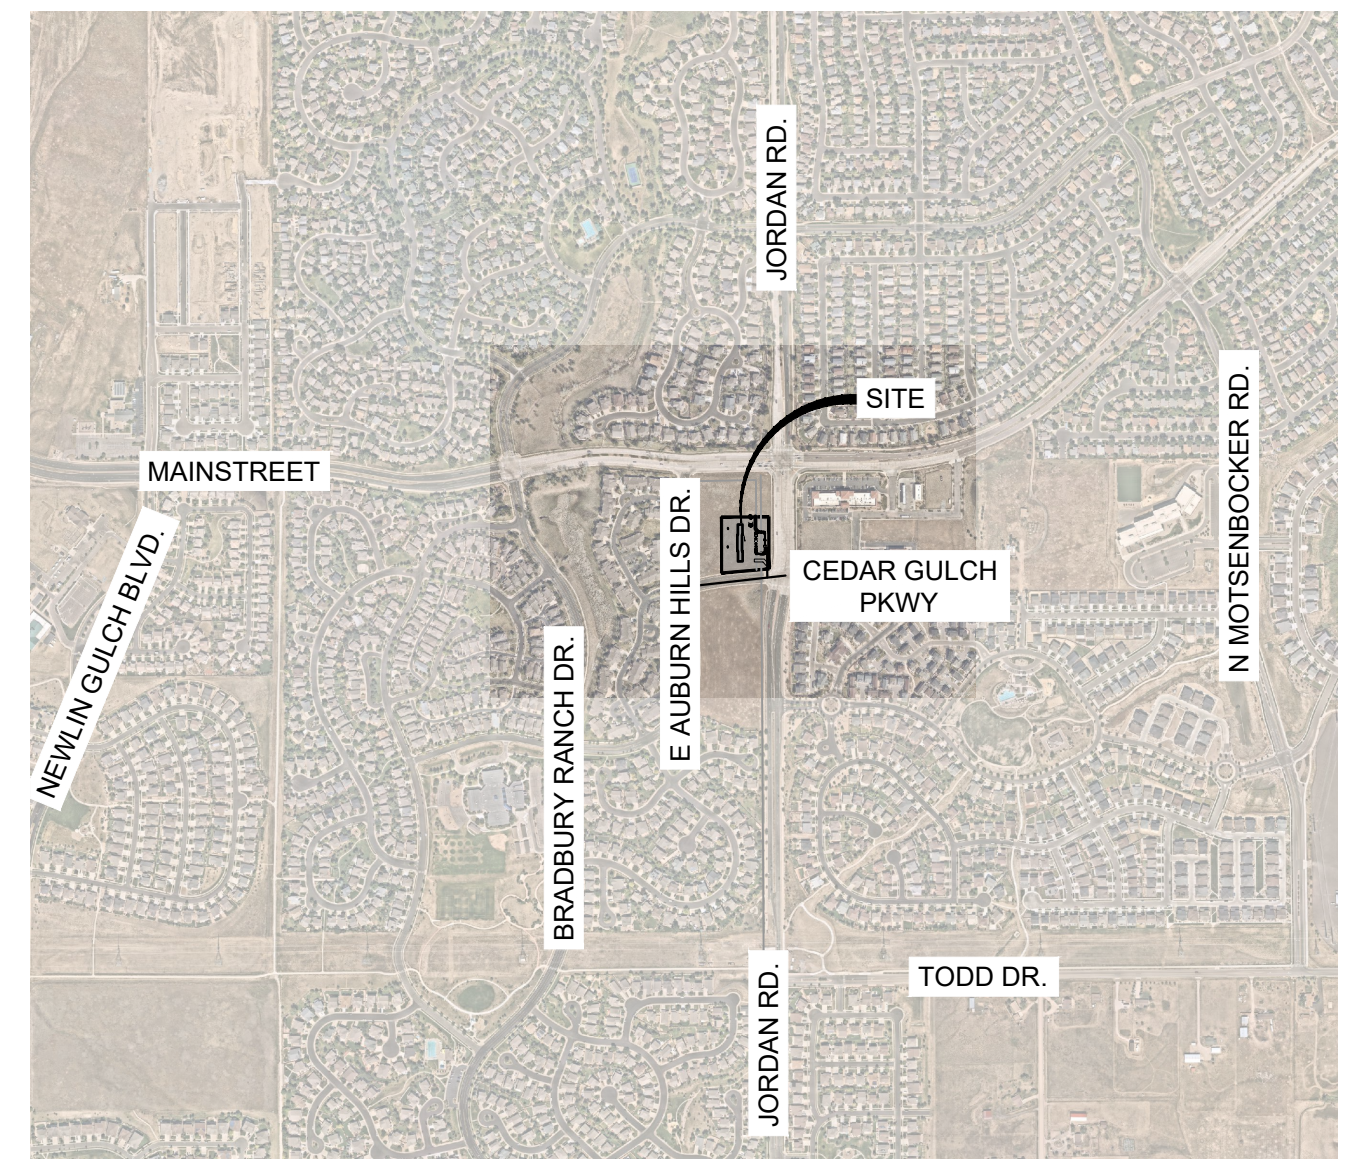 JORDAN RD.
SITE
MAINSTREET
N MOTSENBOCKER RD.
E AUBURN HILLS DR.
CEDAR GULCH
PKWY
NEWLIN GULCH BLVD.
BRADBURY RANCH DR.
TODD DR.
JORDAN RD.